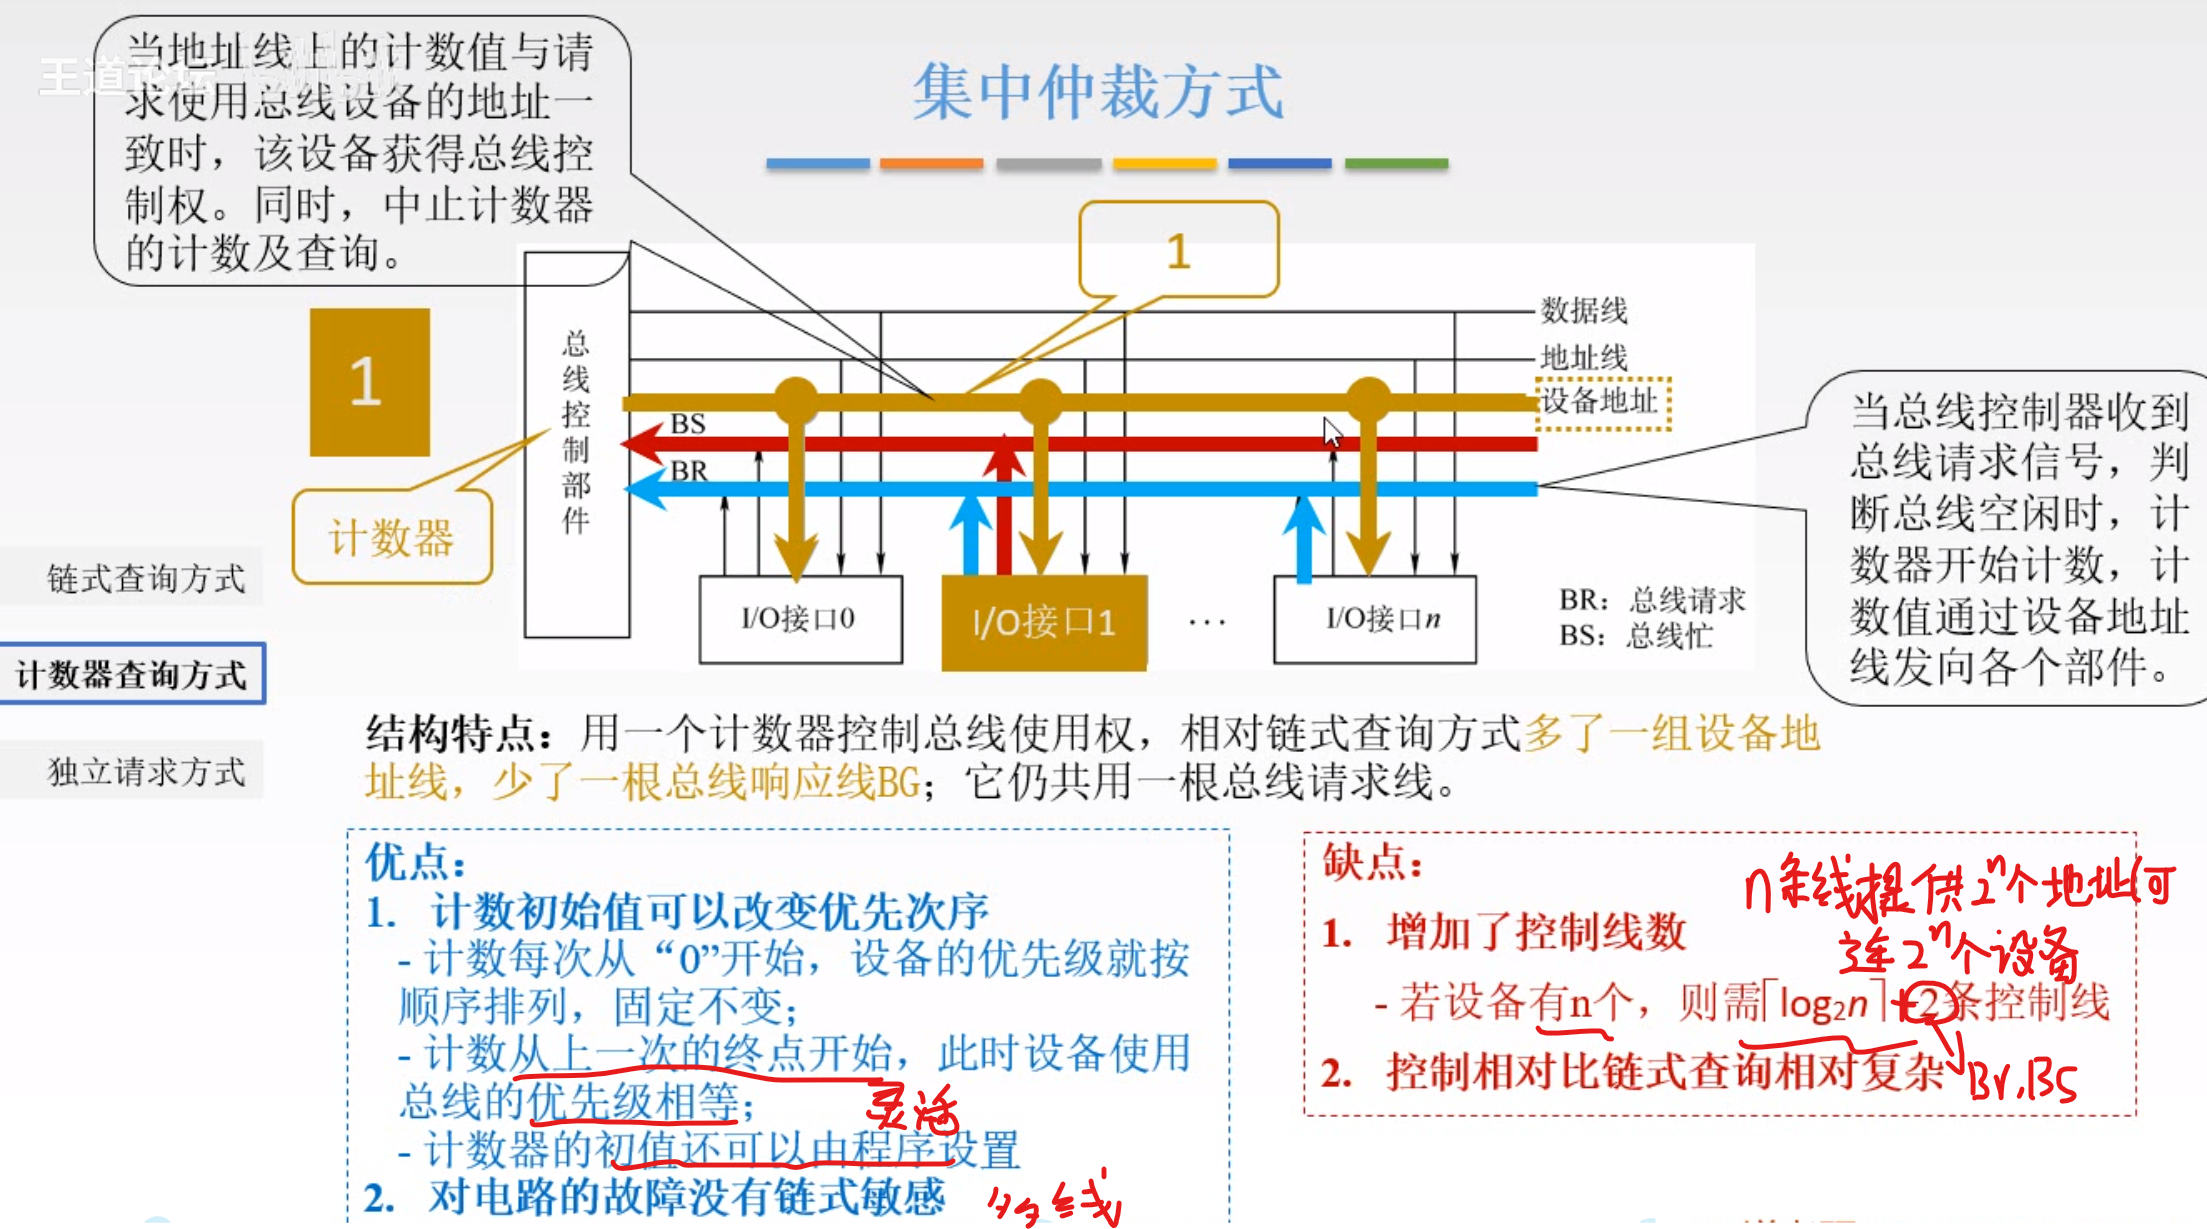 王道论坛
当地址线上的计数值与请
求使用总线设备的地址一
致时，该设备获得总线控
制权。同时，中止计数器
的计数及查询。
集中仲裁方式
1
1
计数器
总线控制部件
数据线
地址线
设备地址
BS
BR
I/O接口0
I/O接口1
...
I/O接口n
BR：总线请求
BS：总线忙
当总线控制器收到
总线请求信号，判
断总线空闲时，计
数器开始计数，计
数值通过设备地址
线发向各个部件。
链式查询方式
计数器查询方式
独立请求方式
结构特点：用一个计数器控制总线使用权，相对链式查询方式多了一组设备地
址线，少了一根总线响应线BG；它仍共用一根总线请求线。
优点：
1. 计数初始值可以改变优先次序
- 计数每次从“0”开始，设备的优先级就按
顺序排列，固定不变；
- 计数从上一次的终点开始，此时设备使用
总线的优先级相等；
灵活
- 计数器的初值还可以由程序设置
2. 对电路的故障没有链式敏感
多线
缺点：
n条线提供2ⁿ个地址(可
连2ⁿ个设备
1. 增加了控制线数
- 若设备有n个，则需⌈log₂n⌉+2条控制线
2. 控制相对比链式查询相对复杂
Br、BS